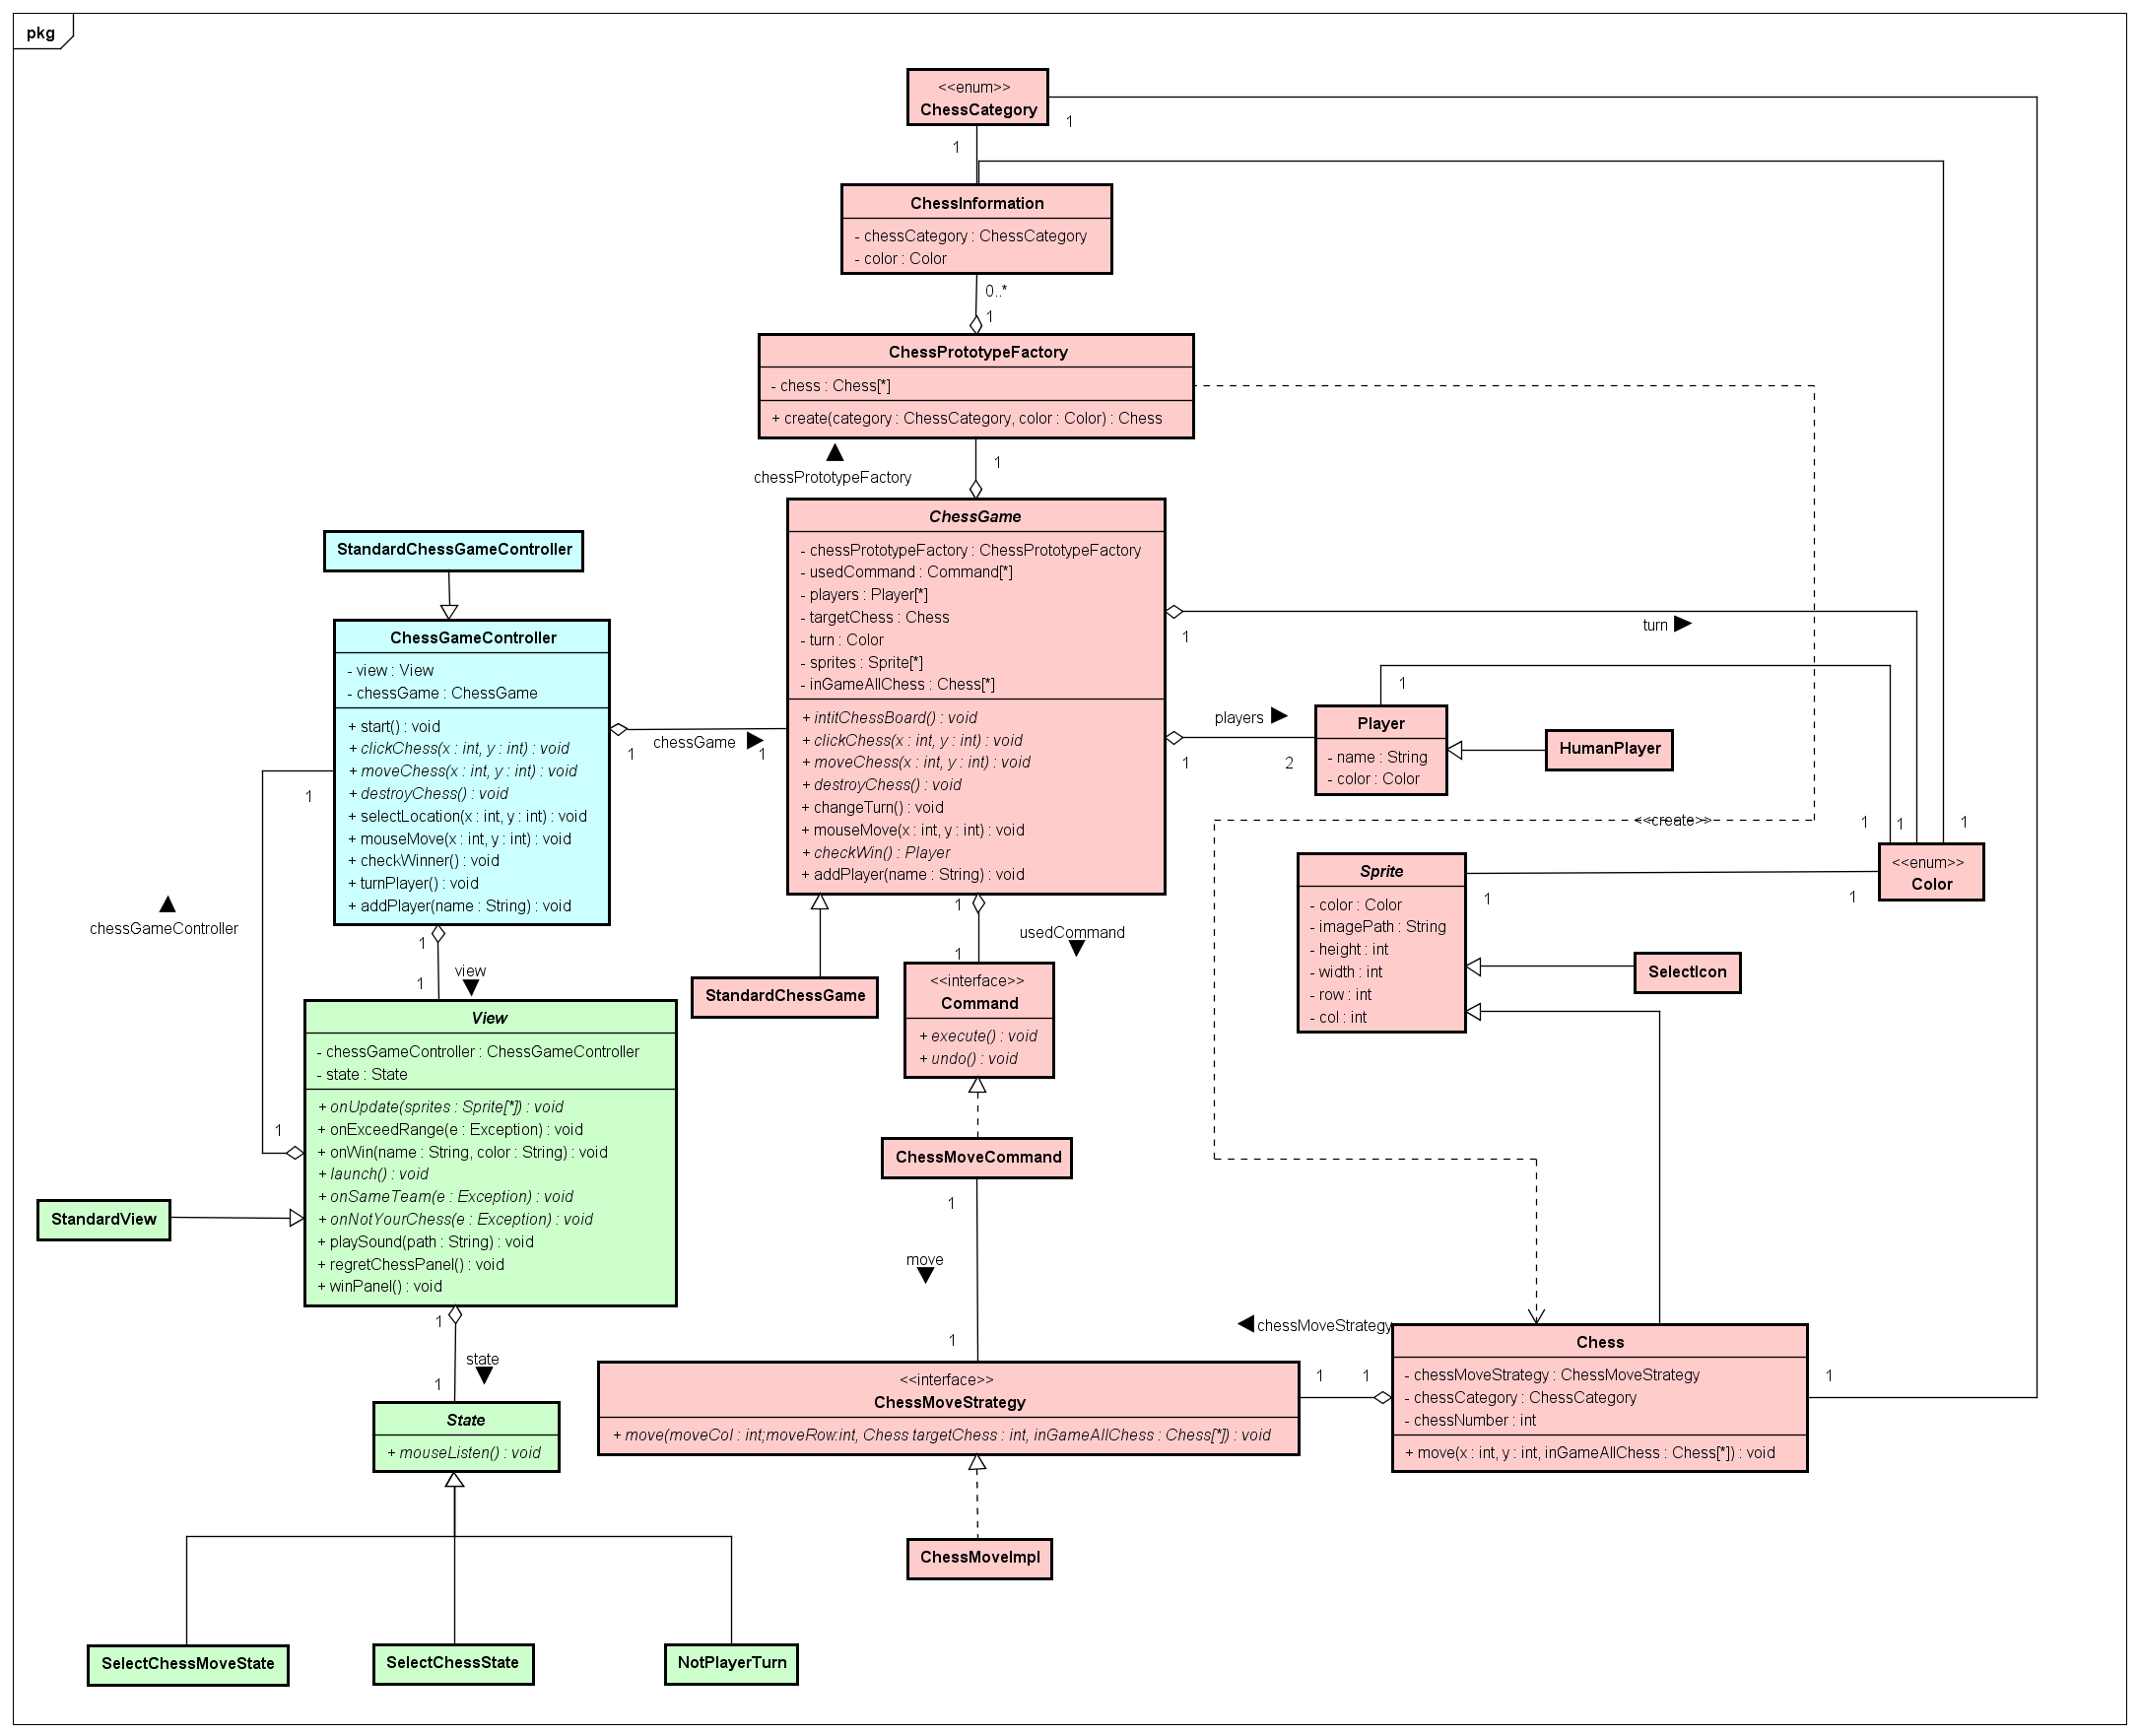 pkg
<<enum>>
ChessCategory
1
1
ChessInformation
- chessCategory : ChessCategory
- color : Color
0..*
1
ChessPrototypeFactory
- chess : Chess[*]
+ create(category : ChessCategory, color : Color) : Chess
chessPrototypeFactory
1
ChessGame
- chessPrototypeFactory : ChessPrototypeFactory
- usedCommand : Command[*]
- players : Player[*]
- targetChess : Chess
- turn : Color
- sprites : Sprite[*]
- inGameAllChess : Chess[*]
+ intitChessBoard() : void
+ clickChess(x : int, y : int) : void
+ moveChess(x : int, y : int) : void
+ destroyChess() : void
+ changeTurn() : void
+ mouseMove(x : int, y : int) : void
+ checkWin() : Player
+ addPlayer(name : String) : void
StandardChessGameController
ChessGameController
- view : View
- chessGame : ChessGame
+ start() : void
+ clickChess(x : int, y : int) : void
+ moveChess(x : int, y : int) : void
+ destroyChess() : void
+ selectLocation(x : int, y : int) : void
+ mouseMove(x : int, y : int) : void
+ checkWinner() : void
+ turnPlayer() : void
+ addPlayer(name : String) : void
1
chessGame
1
1
turn
1
players
1
2
1
Player
- name : String
- color : Color
HumanPlayer
<<create>>
1
1
1
<<enum>>
Color
Sprite
- color : Color
- imagePath : String
- height : int
- width : int
- row : int
- col : int
1
1
SelectIcon
chessGameController
1
1
view
1
usedCommand
1
1
StandardChessGame
<<interface>>
Command
+ execute() : void
+ undo() : void
View
- chessGameController : ChessGameController
- state : State
+ onUpdate(sprites : Sprite[*]) : void
+ onExceedRange(e : Exception) : void
+ onWin(name : String, color : String) : void
+ launch() : void
+ onSameTeam(e : Exception) : void
+ onNotYourChess(e : Exception) : void
+ playSound(path : String) : void
+ regretChessPanel() : void
+ winPanel() : void
1
StandardView
ChessMoveCommand
1
move
1
1
state
1
State
+ mouseListen() : void
<<interface>>
ChessMoveStrategy
+ move(moveCol : int;moveRow:int, Chess targetChess : int, inGameAllChess : Chess[*]) : void
chessMoveStrategy
1
1
Chess
- chessMoveStrategy : ChessMoveStrategy
- chessCategory : ChessCategory
- chessNumber : int
+ move(x : int, y : int, inGameAllChess : Chess[*]) : void
1
ChessMoveImpl
SelectChessMoveState
SelectChessState
NotPlayerTurn